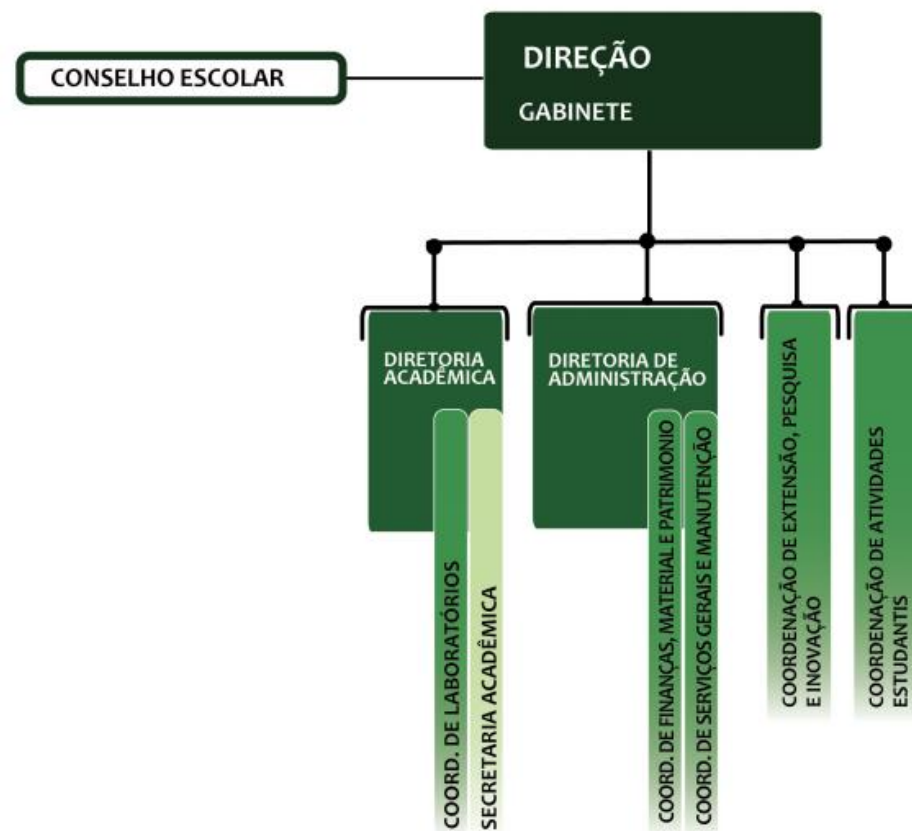 CONSELHO ESCOLAR
DIREÇÃO
GABINETE
DIRETORIA
ACADÊMICA
COORD. DE LABORATÓRIOS
SECRETARIA ACADÊMICA
DIRETORIA DE
ADMINISTRAÇÃO
COORD. DE FINANÇAS, MATERIAL E PATRIMONIO
COORD. DE SERVIÇOS GERAIS E MANUTENÇÃO
COORDENAÇÃO DE EXTENSÃO, PESQUISA
E INOVAÇÃO
COORDENAÇÃO DE ATIVIDADES
ESTUDANTIS